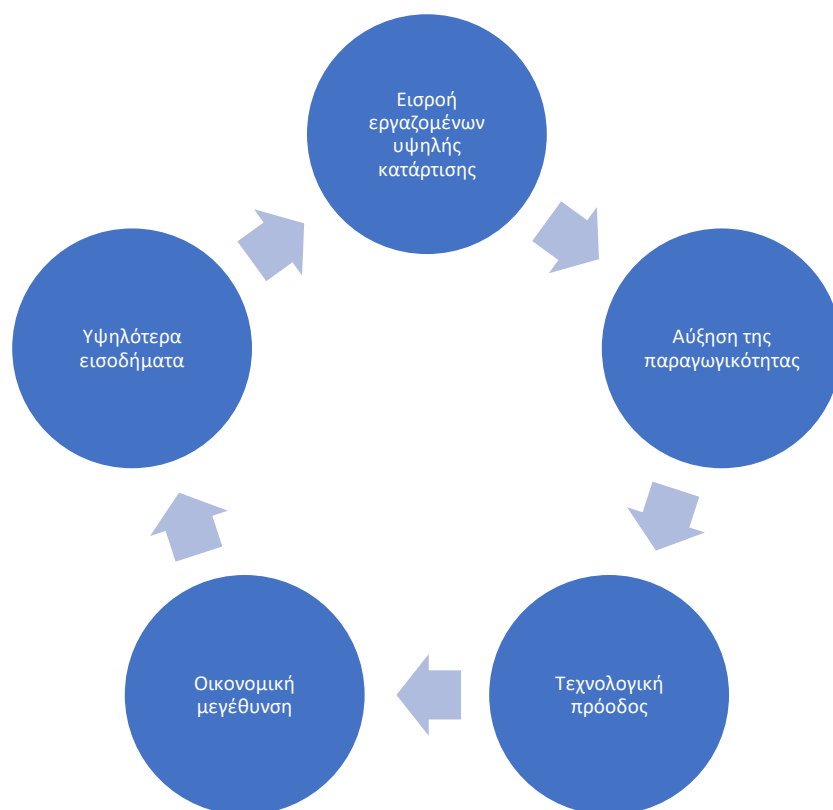 Εισροή
εργαζομένων
υψηλής
κατάρτισης
Αύξηση της
παραγωγικότητας
Τεχνολογική
πρόοδος
Οικονομική
μεγέθυνση
Υψηλότερα
εισοδήματα